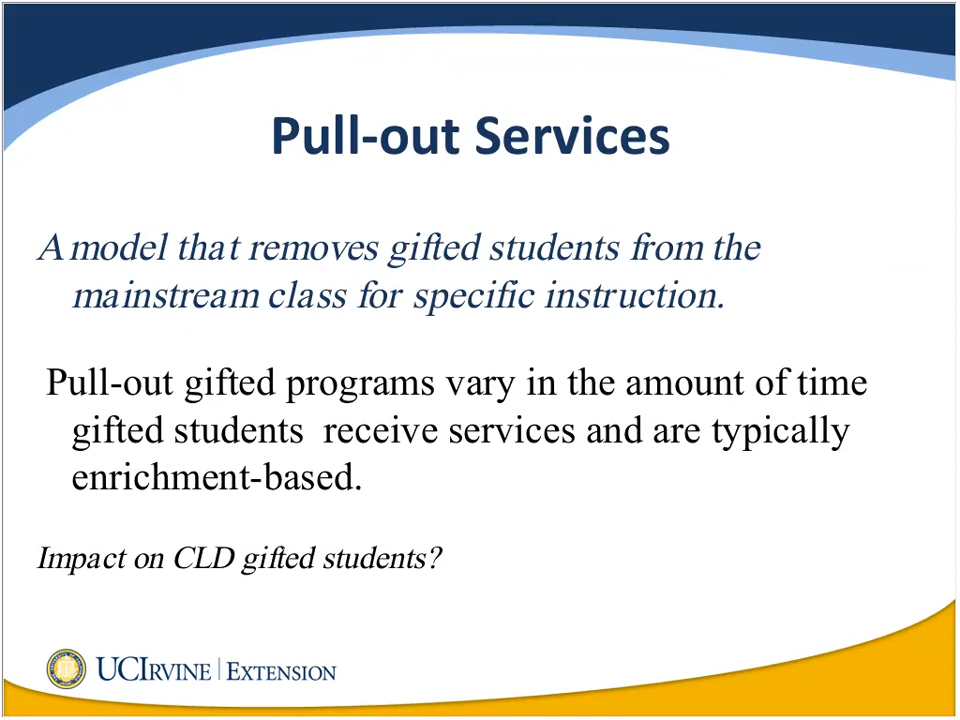 Pull-out Services
A model that removes gifted students from the
mainstream class for specific instruction.
Pull-out gifted programs vary in the amount of time
gifted students receive services and are typically
enrichment-based.
Impact on CLD gifted students?
UCIRVINE | EXTENSION